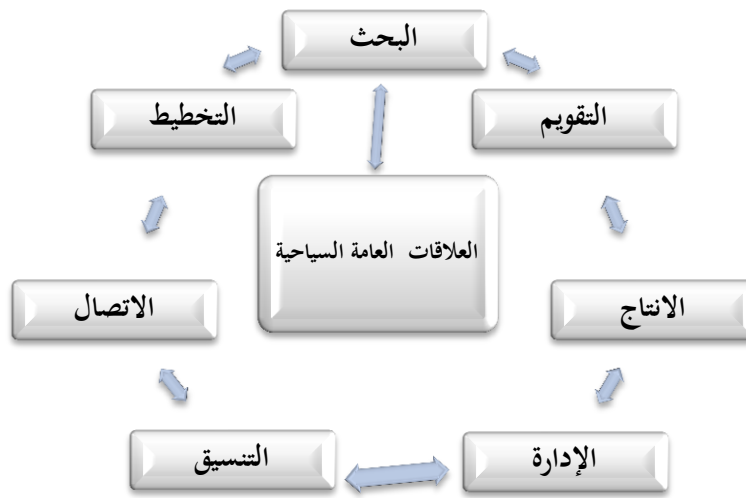 البحث
التقويم
التخطيط
العلاقات العامة السياحية
الانتاج
الاتصال
الإدارة
التنسيق